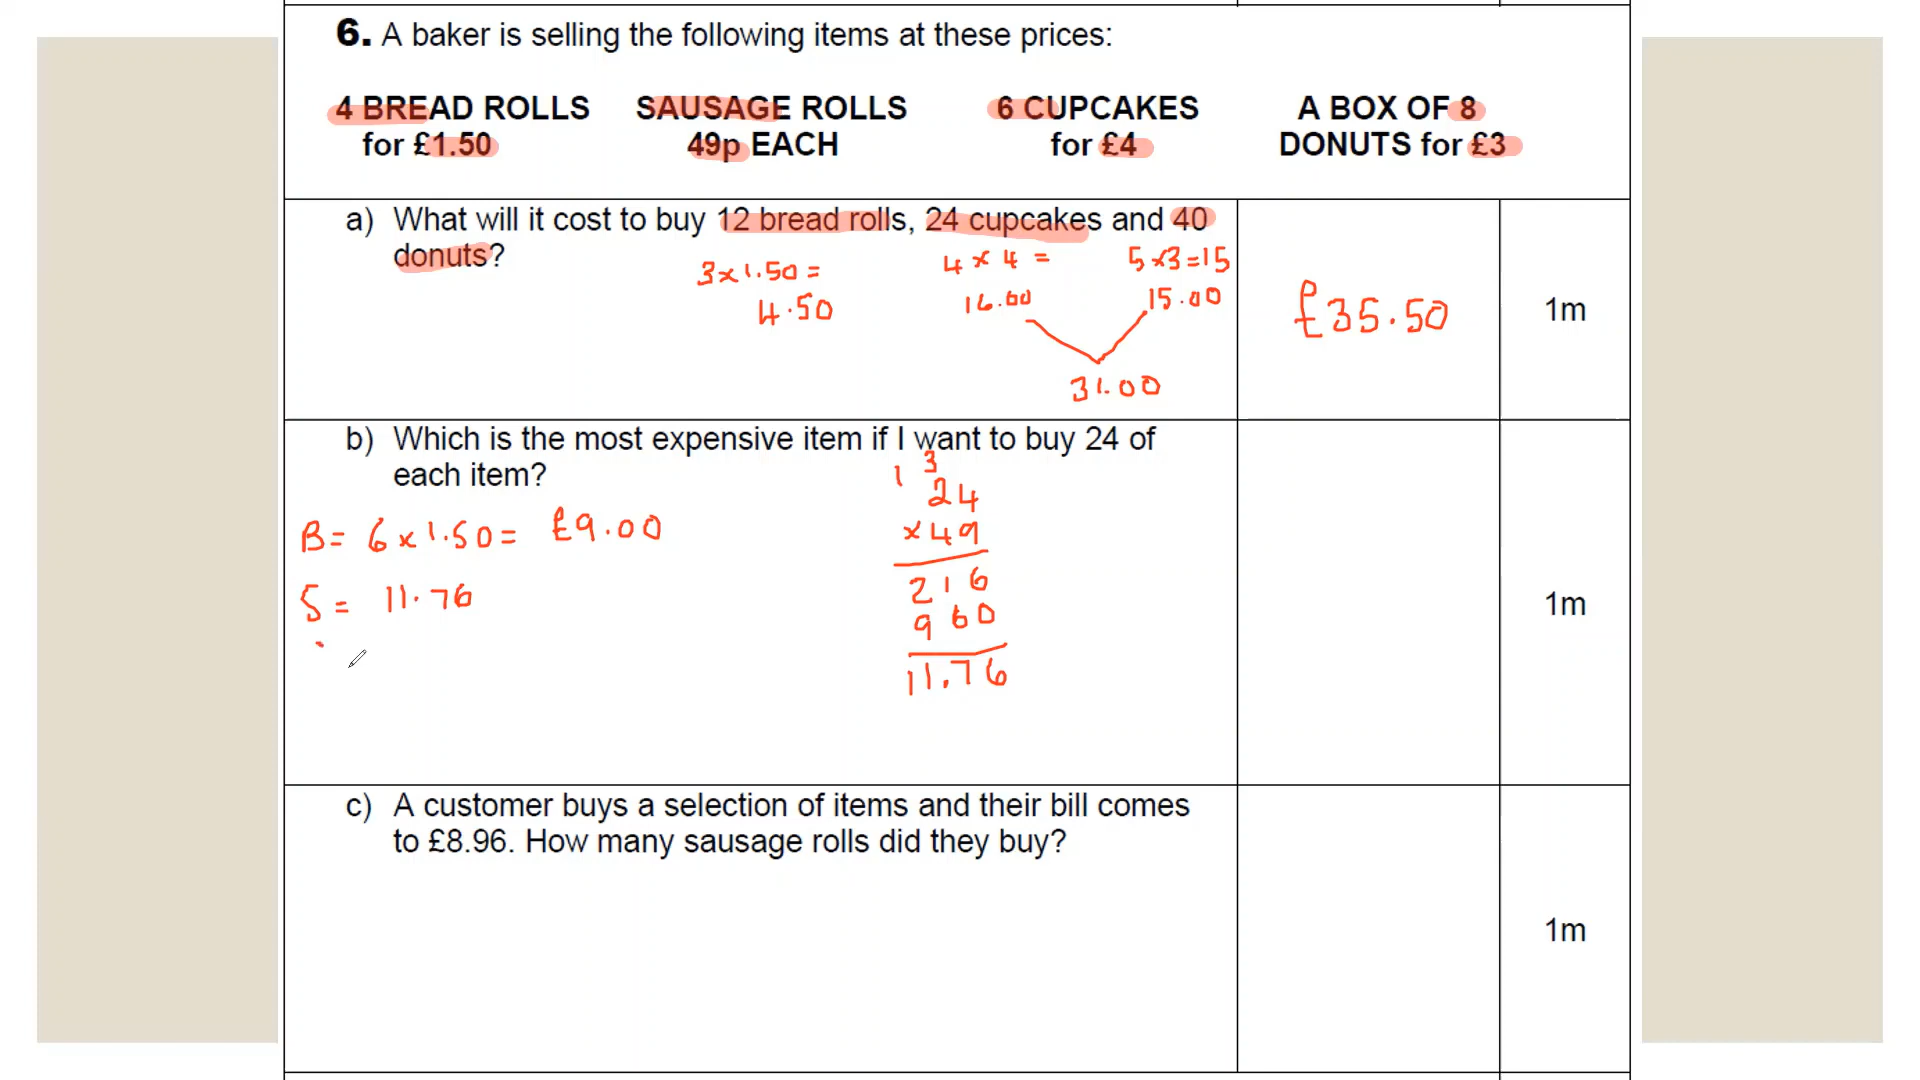 6. A baker is selling the following items at these prices:
4 BREAD ROLLS for £1.50
SAUSAGE ROLLS 49p EACH
6 CUPCAKES for £4
A BOX OF 8 DONUTS for £3
a) What will it cost to buy 12 bread rolls, 24 cupcakes and 40
donuts?
3 x 1.50 =
4.50
4 x 4 =
16.00
5 x 3 = 15
15.00
31.00
£35.50
1m
b) Which is the most expensive item if I want to buy 24 of
each item?
B = 6 x 1.50 = £9.00
S = 11.76
1 3
24
x 49
216
960
11.76
1m
c) A customer buys a selection of items and their bill comes
to £8.96. How many sausage rolls did they buy?
1m